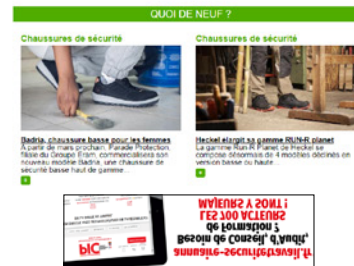 QUOI DE NEUF ?
Chaussures de sécurité
Badria, chaussure basse pour les femmes
A partir de mars prochain, Parade Protection,
filiale du Groupe Eram, commercialisera son
nouveau modèle Badria, une chaussure de
sécurité basse haut de gamme ...
+
Chaussures de sécurité
Heckel élargit sa gamme RUN-R planet
La gamme Run-R Planet de Heckel se
compose désormais de 4 modèles déclinés en
version basse ou haute ...
+
annuaire-securitetravail.fr
Besoin de Conseil, d'Audit,
de Formation ?
LES ACTEURS
MAJEURS Y SONT !
PIC